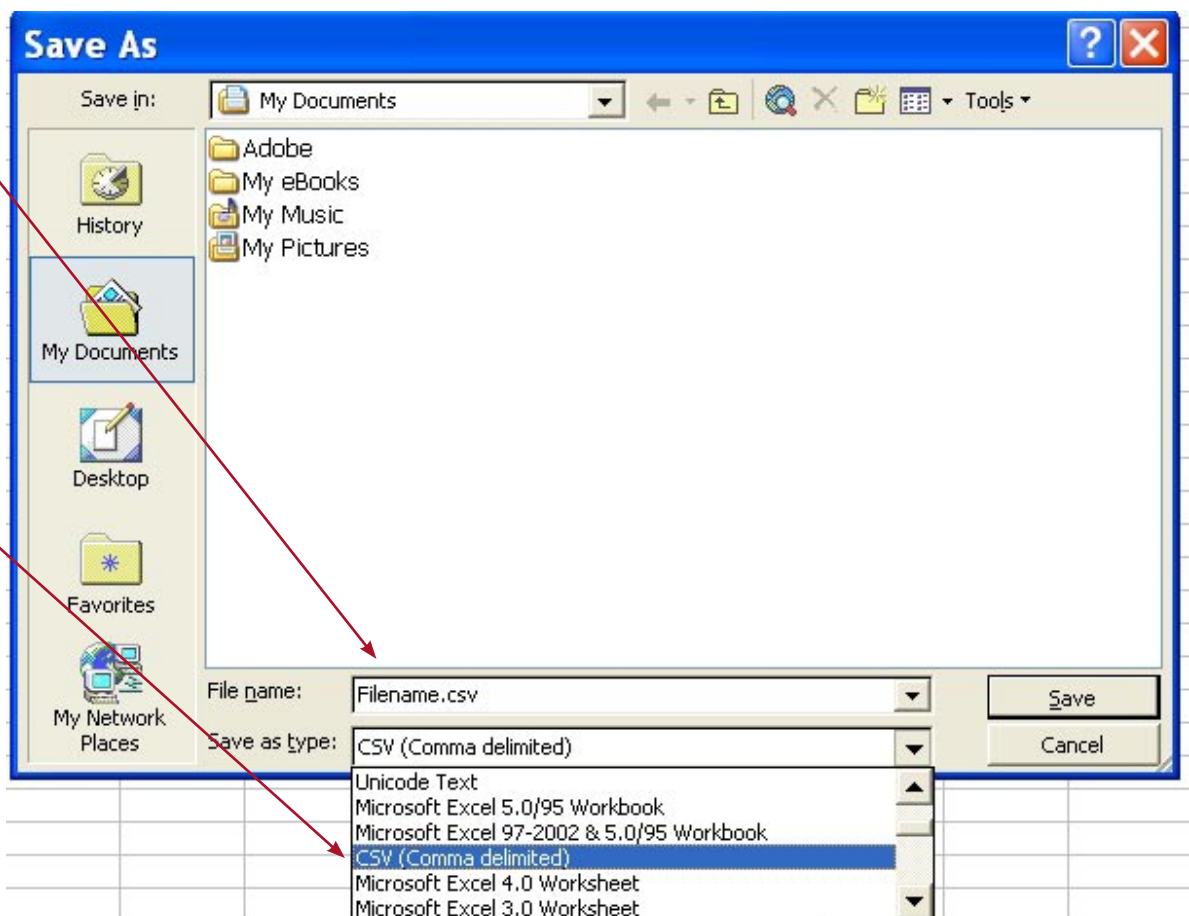 Save As
Save in:
My Documents
Tools
Adobe
My eBooks
My Music
My Pictures
History
My Documents
Desktop
Favorites
My Network
Places
File name:
Filename.csv
Save
Save as type:
CSV (Comma delimited)
Cancel
Unicode Text
Microsoft Excel 5.0/95 Workbook
Microsoft Excel 97-2002 & 5.0/95 Workbook
CSV (Comma delimited)
Microsoft Excel 4.0 Worksheet
Microsoft Excel 3.0 Worksheet